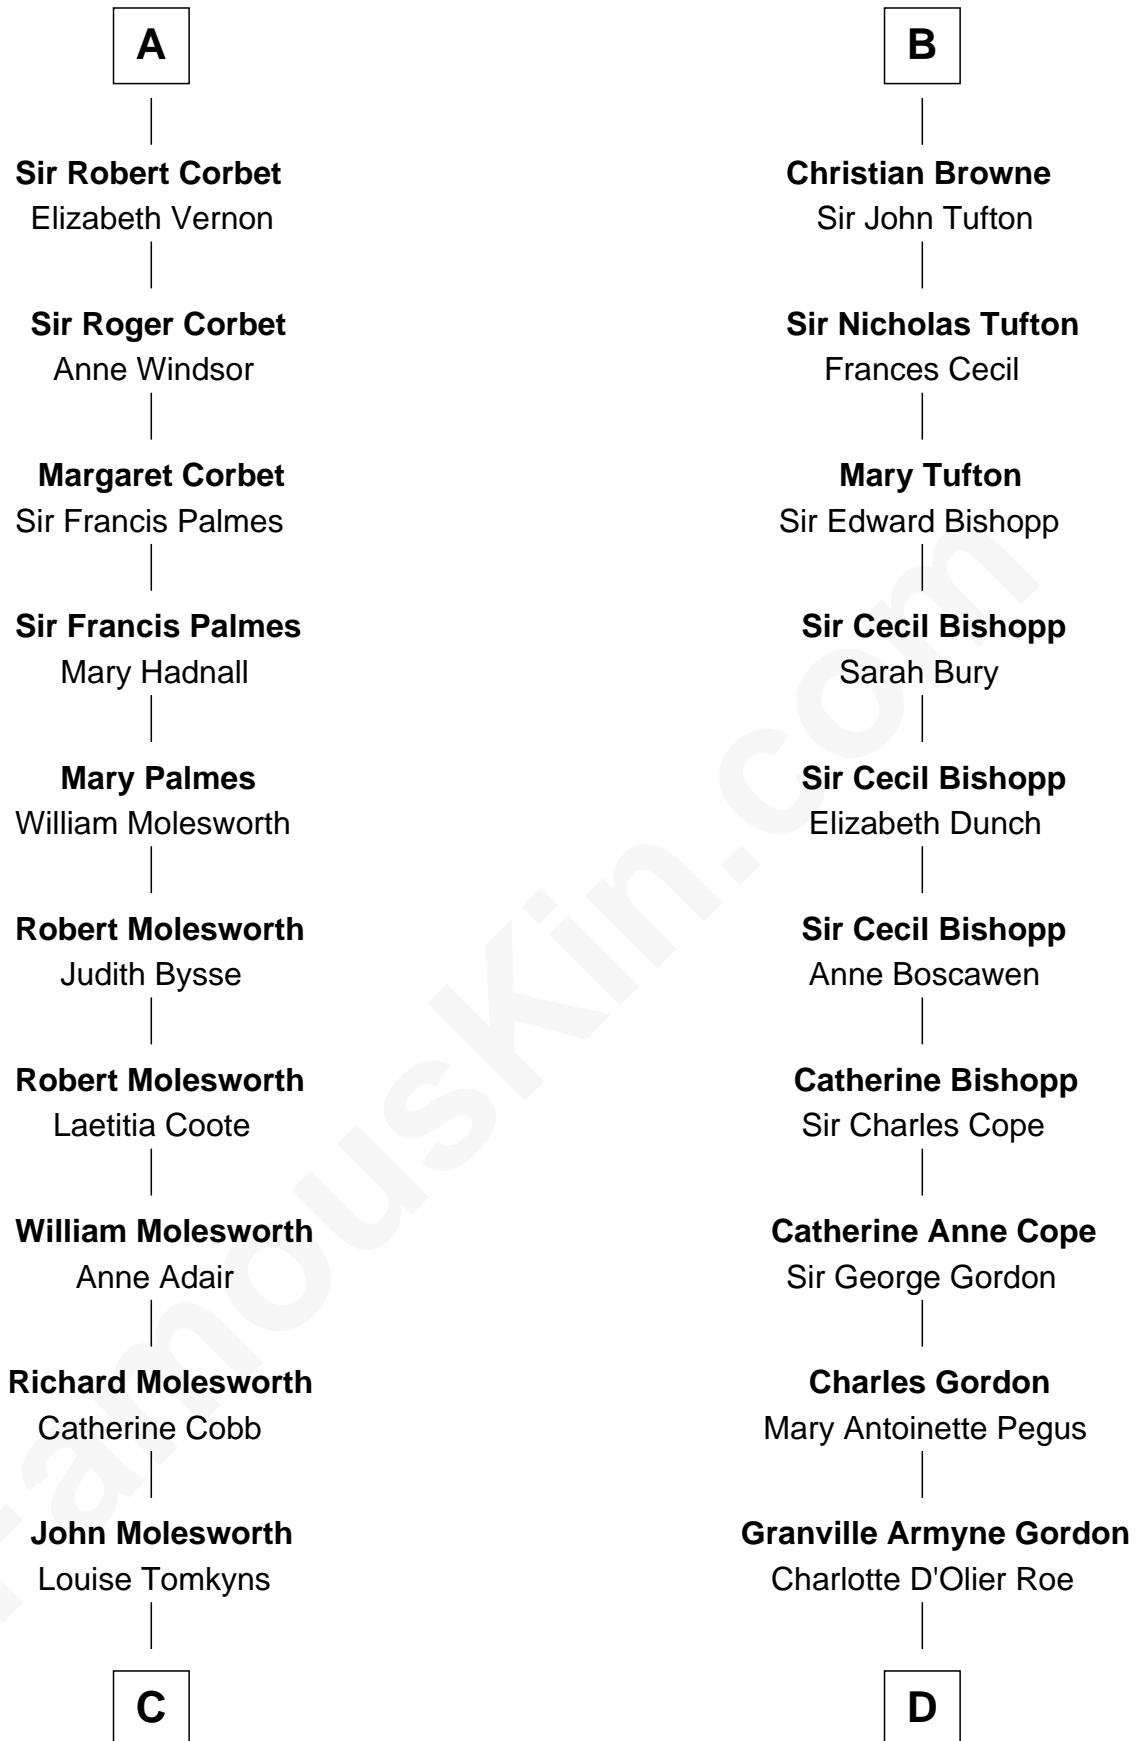 A
Sir Robert Corbet
Elizabeth Vernon
Sir Roger Corbet
Anne Windsor
Margaret Corbet
Sir Francis Palmes
Sir Francis Palmes
Mary Hadnall
Mary Palmes
William Molesworth
Robert Molesworth
Judith Bysse
Robert Molesworth
Laetitia Coote
William Molesworth
Anne Adair
Richard Molesworth
Catherine Cobb
John Molesworth
Louise Tomkyns
C
B
Christian Browne
Sir John Tufton
Sir Nicholas Tufton
Frances Cecil
Mary Tufton
Sir Edward Bishopp
Sir Cecil Bishopp
Sarah Bury
Sir Cecil Bishopp
Elizabeth Dunch
Sir Cecil Bishopp
Anne Boscawen
Catherine Bishopp
Sir Charles Cope
Catherine Anne Cope
Sir George Gordon
Charles Gordon
Mary Antoinette Pegus
Granville Armyne Gordon
Charlotte D'Olier Roe
D
FamousKin.com